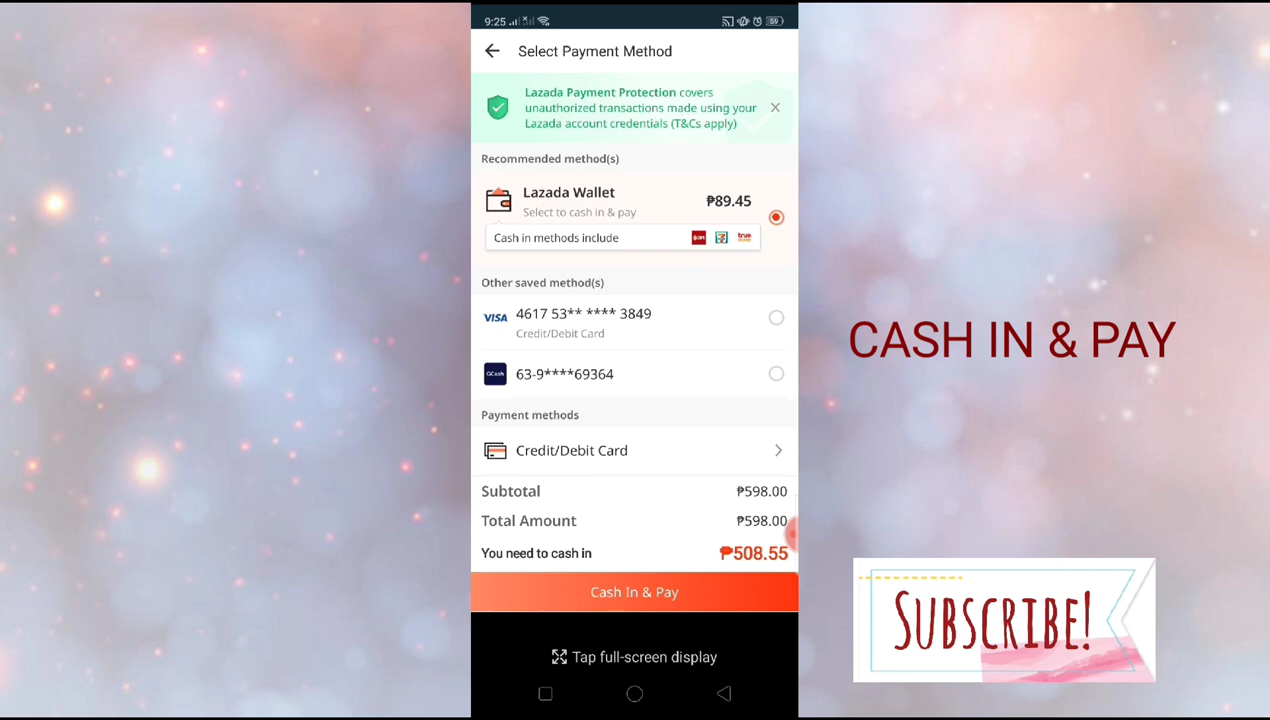 9:25
59
Select Payment Method
Lazada Payment Protection covers
unauthorized transactions made using your
Lazada account credentials (T&Cs apply)
Recommended method(s)
Lazada Wallet
₱89.45
Select to cash in & pay
Cash in methods include
true
Other saved method(s)
VISA
4617 53** **** 3849
Credit/Debit Card
GCash
63-9****69364
Payment methods
Credit/Debit Card
Subtotal ₱598.00
Total Amount ₱598.00
You need to cash in ₱508.55
Cash In & Pay
Tap full-screen display
CASH IN & PAY
SUBSCRIBE!